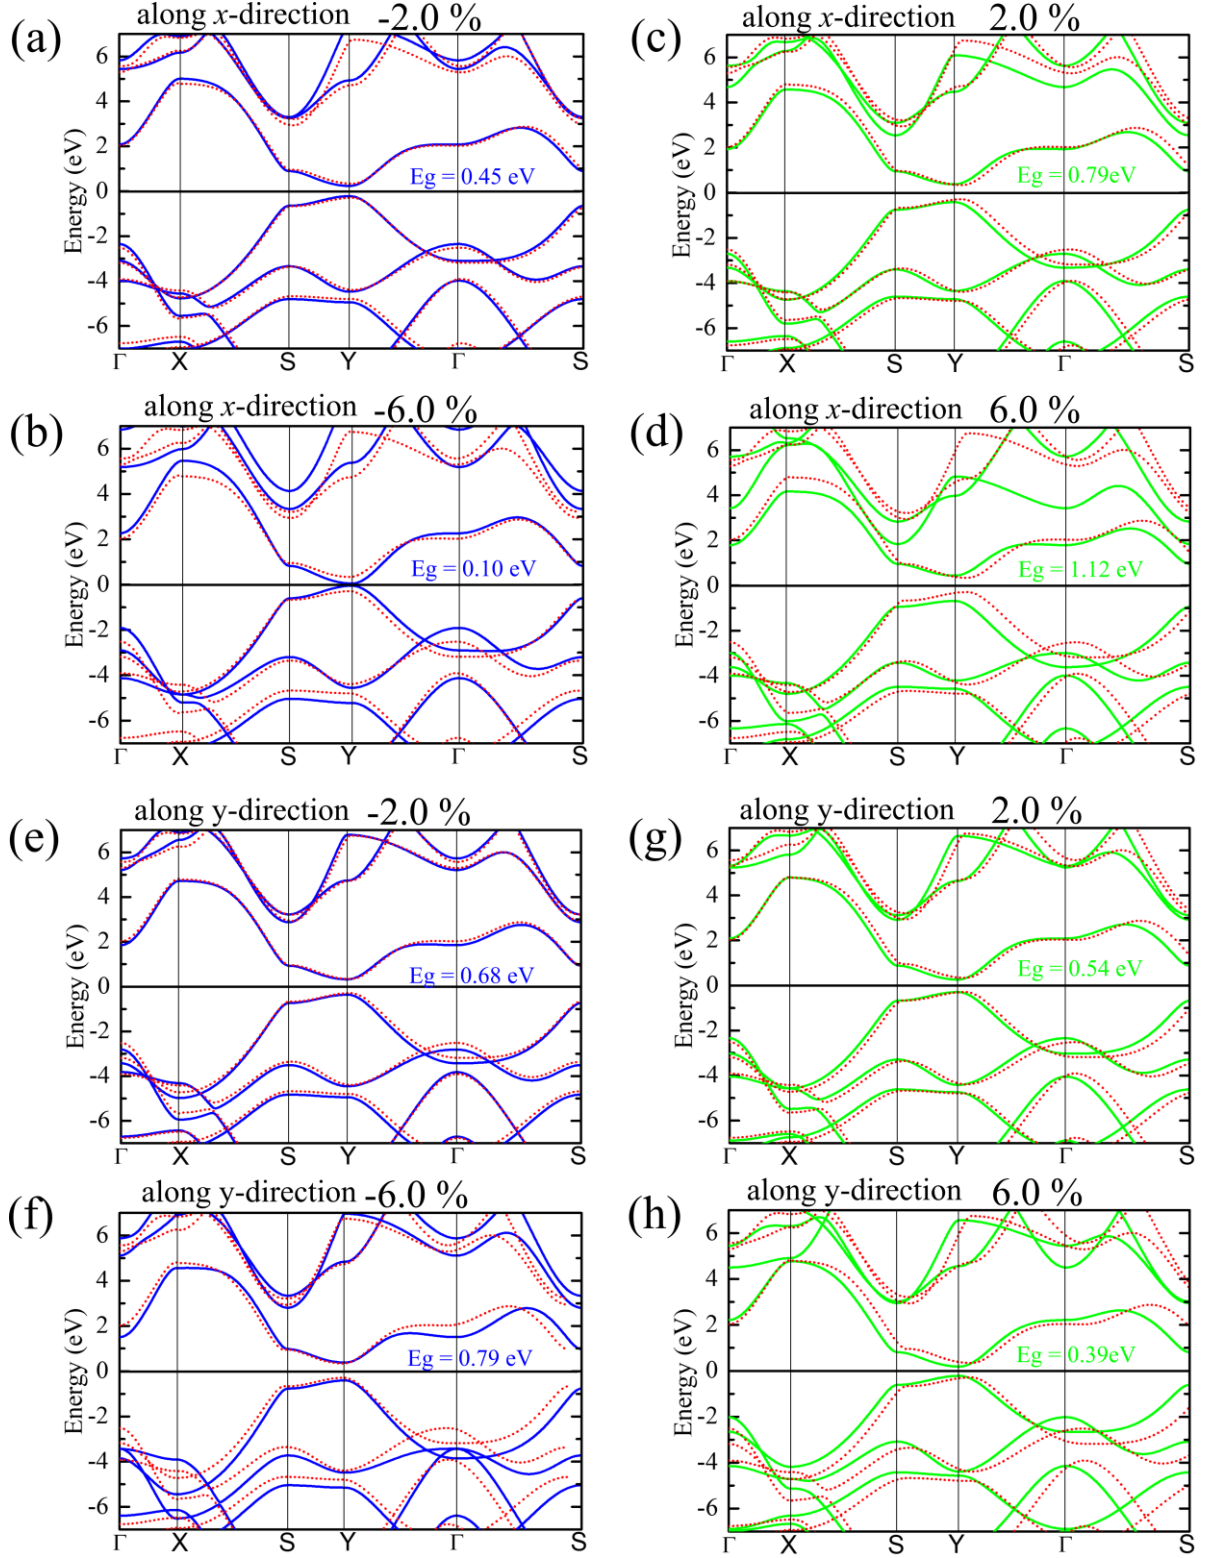 (a) along x-direction -2.0 %
Energy (eV)
6
4
2
0
-2
-4
-6
Eg = 0.45 eV
Γ X S Y Γ S
(c) along x-direction 2.0 %
Energy (eV)
6
4
2
0
-2
-4
-6
Eg = 0.79eV
Γ X S Y Γ S
(b) along x-direction -6.0 %
Energy (eV)
6
4
2
0
-2
-4
-6
Eg = 0.10 eV
Γ X S Y Γ S
(d) along x-direction 6.0 %
Energy (eV)
6
4
2
0
-2
-4
-6
Eg = 1.12 eV
Γ X S Y Γ S
(e) along y-direction -2.0 %
Energy (eV)
6
4
2
0
-2
-4
-6
Eg = 0.68 eV
Γ X S Y Γ S
(g) along y-direction 2.0 %
Energy (eV)
6
4
2
0
-2
-4
-6
Eg = 0.54 eV
Γ X S Y Γ S
(f) along y-direction -6.0 %
Energy (eV)
6
4
2
0
-2
-4
-6
Eg = 0.79 eV
Γ X S Y Γ S
(h) along y-direction 6.0 %
Energy (eV)
6
4
2
0
-2
-4
-6
Eg = 0.39eV
Γ X S Y Γ S